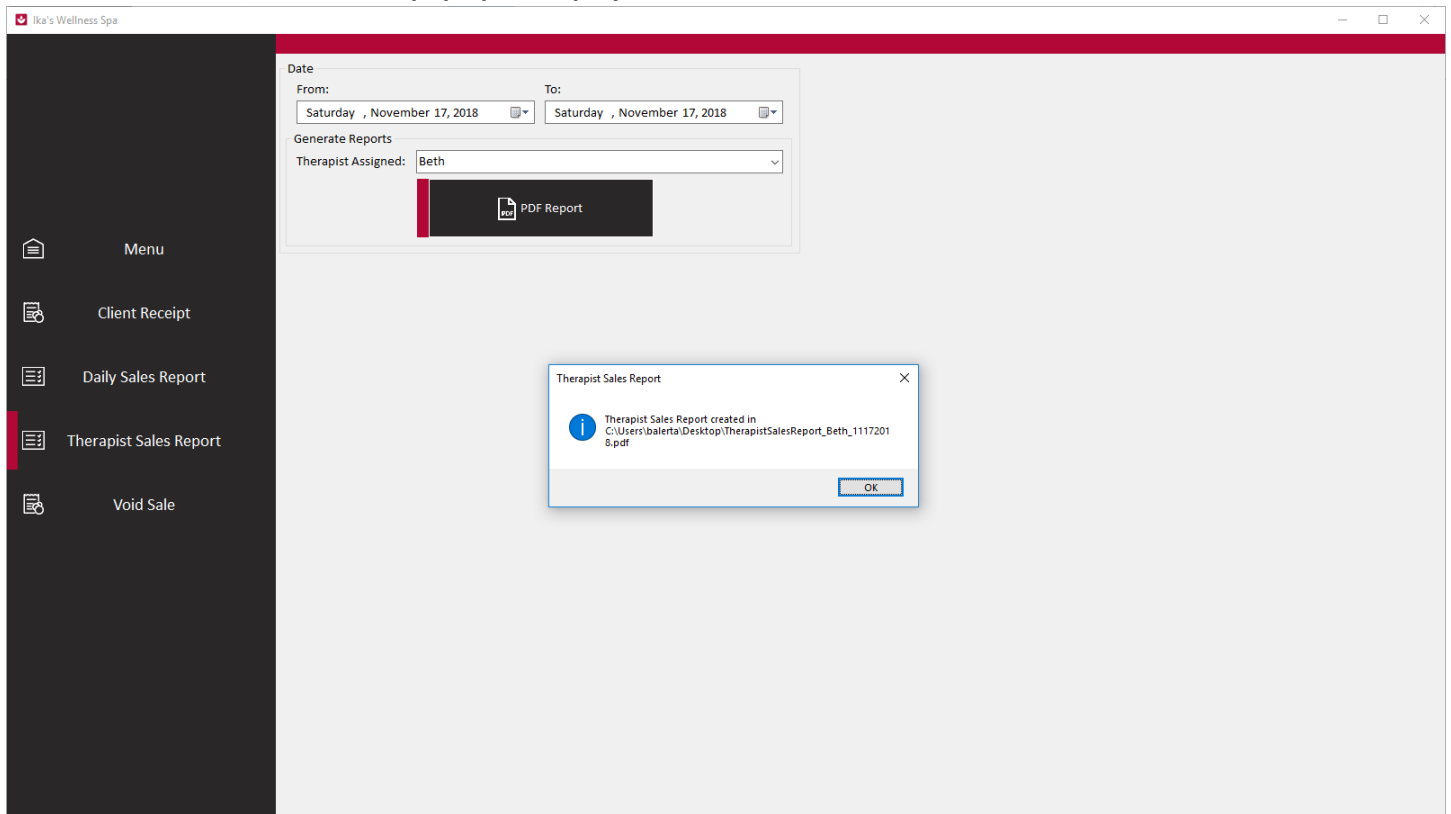 Ika's Wellness Spa
Date
From:
To:
Saturday , November 17, 2018
Saturday , November 17, 2018
Generate Reports
Therapist Assigned:
Beth
PDF
PDF Report
Menu
Client Receipt
Daily Sales Report
Therapist Sales Report
Void Sale
Therapist Sales Report
Therapist Sales Report created in
C:\Users\balerta\Desktop\TherapistSalesReport_Beth_1117201
8.pdf
OK